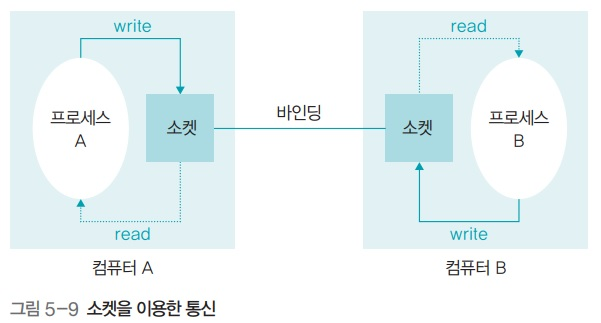 write
read
프로세스
A
소켓
바인딩
소켓
프로세스
B
read
write
컴퓨터 A
컴퓨터 B
그림 5-9 소켓을 이용한 통신